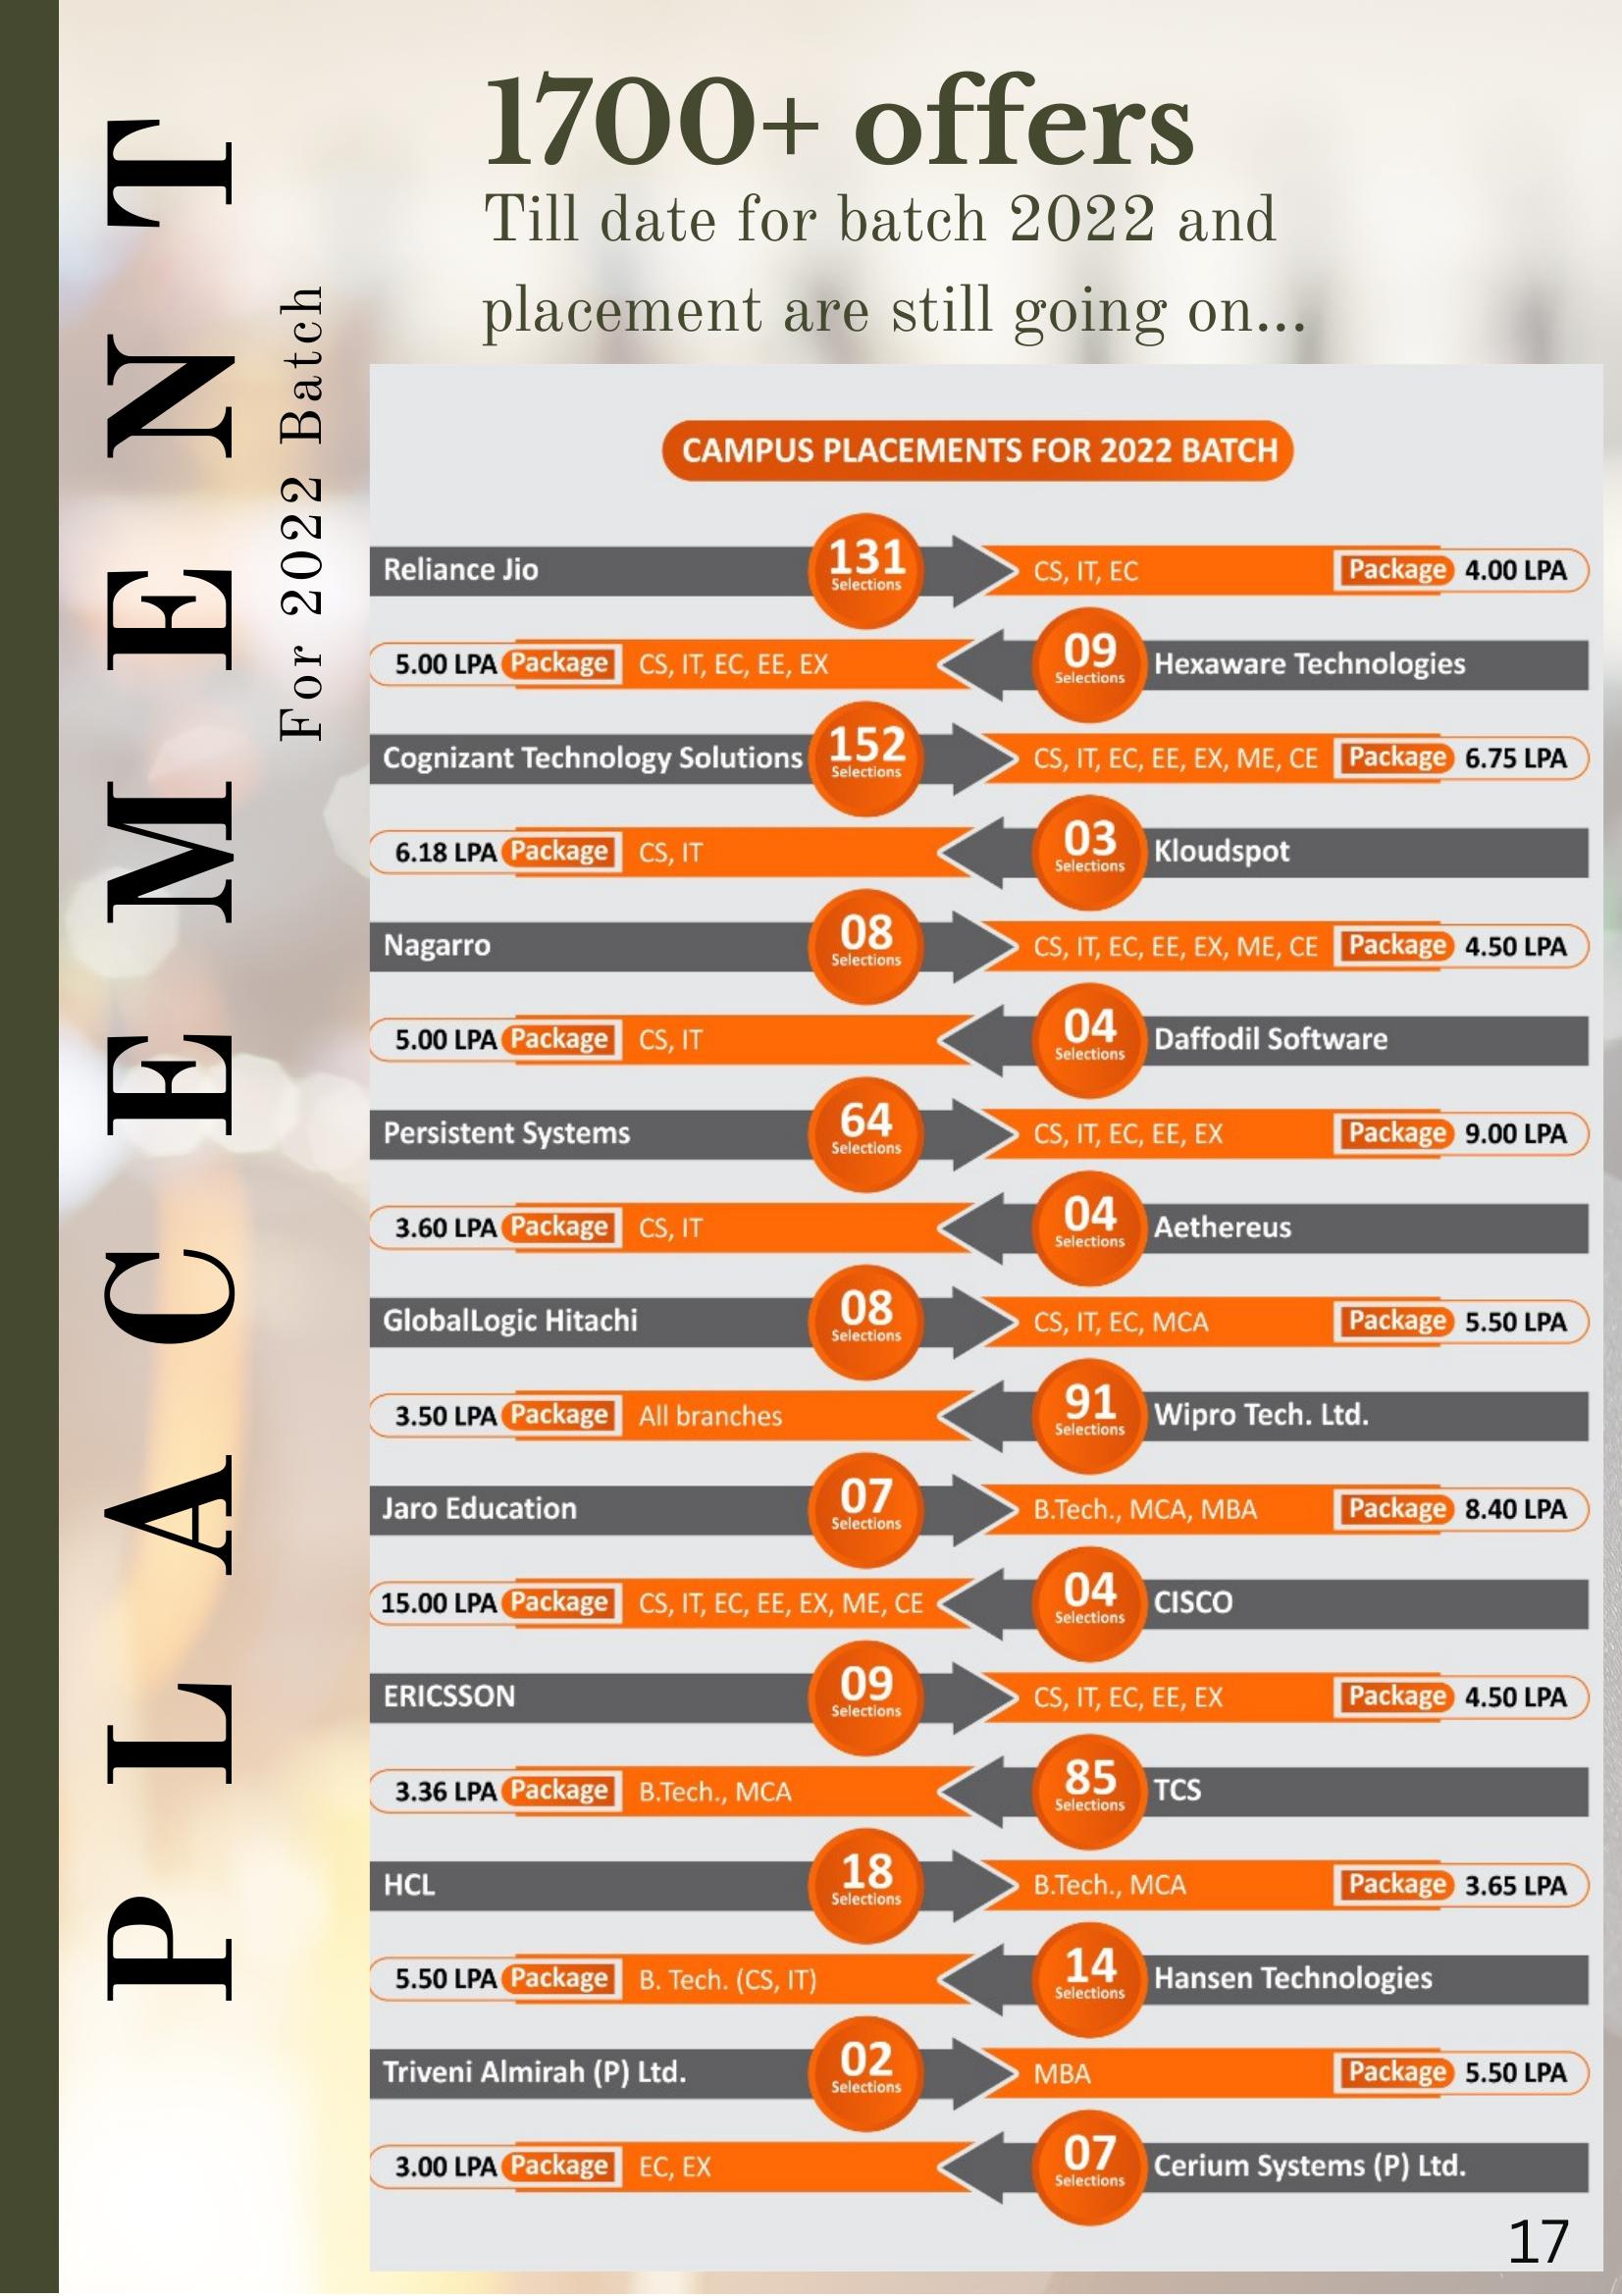 PLACEMENT
For 2022 Batch
1700+ offers
Till date for batch 2022 and
placement are still going on...
CAMPUS PLACEMENTS FOR 2022 BATCH
Reliance Jio 131 Selections CS, IT, EC Package 4.00 LPA
5.00 LPA Package CS, IT, EC, EE, EX 09 Selections Hexaware Technologies
Cognizant Technology Solutions 152 Selections CS, IT, EC, EE, EX, ME, CE Package 6.75 LPA
6.18 LPA Package CS, IT 03 Selections Kloudspot
Nagarro 08 Selections CS, IT, EC, EE, EX, ME, CE Package 4.50 LPA
5.00 LPA Package CS, IT 04 Selections Daffodil Software
Persistent Systems 64 Selections CS, IT, EC, EE, EX Package 9.00 LPA
3.60 LPA Package CS, IT 04 Selections Aethereus
GlobalLogic Hitachi 08 Selections CS, IT, EC, MCA Package 5.50 LPA
3.50 LPA Package All branches 91 Selections Wipro Tech. Ltd.
Jaro Education 07 Selections B.Tech., MCA, MBA Package 8.40 LPA
15.00 LPA Package CS, IT, EC, EE, EX, ME, CE 04 Selections CISCO
ERICSSON 09 Selections CS, IT, EC, EE, EX Package 4.50 LPA
3.36 LPA Package B.Tech., MCA 85 Selections TCS
HCL 18 Selections B.Tech., MCA Package 3.65 LPA
5.50 LPA Package B. Tech. (CS, IT) 14 Selections Hansen Technologies
Triveni Almirah (P) Ltd. 02 Selections MBA Package 5.50 LPA
3.00 LPA Package EC, EX 07 Selections Cerium Systems (P) Ltd.
17